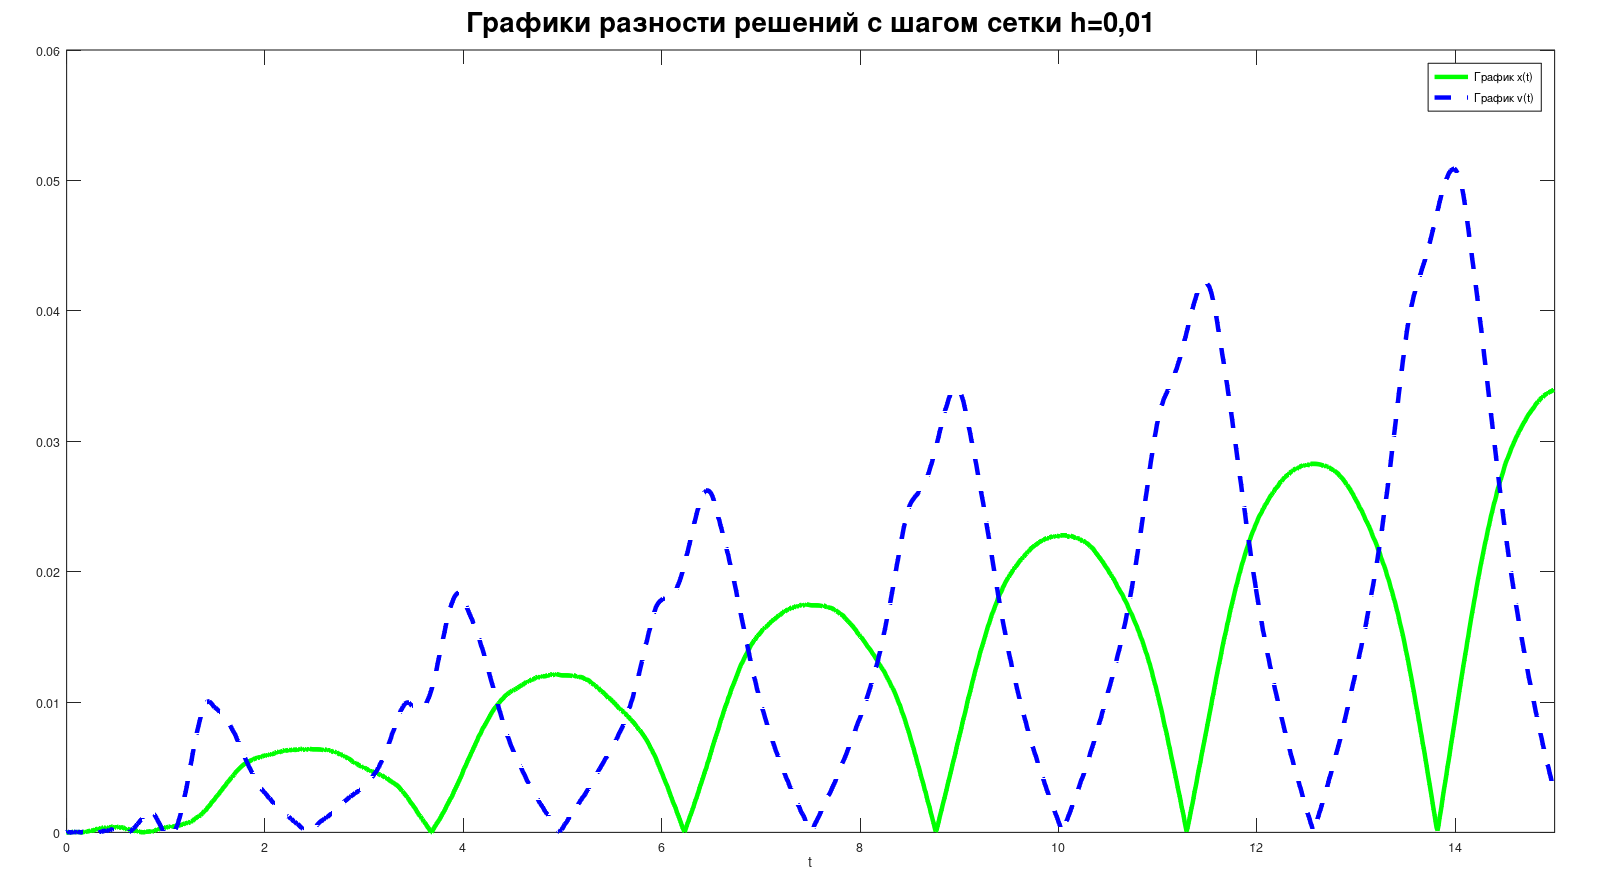 Графики разности решений с шагом сетки h=0,01
0.06
График x(t)
График v(t)
0.05
0.04
0.03
0.02
0.01
0
0 2 4 6 8 10 12 14
t